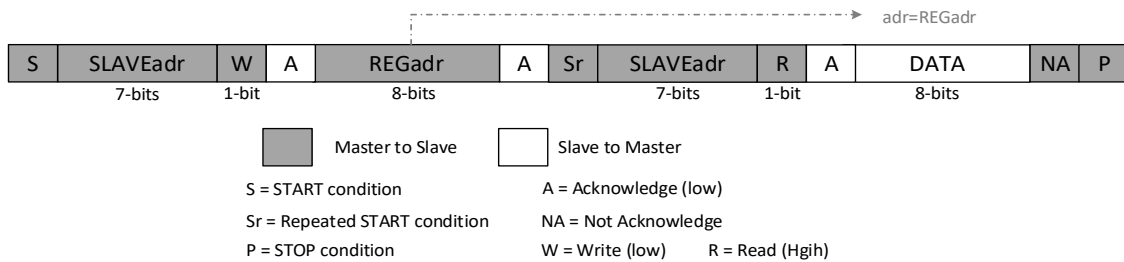 adr=REGadr
S SLAVEadr W A REGadr A Sr SLAVEadr R A DATA NA P
7-bits 1-bit 8-bits 7-bits 1-bit 8-bits
Master to Slave Slave to Master
S = START condition A = Acknowledge (low)
Sr = Repeated START condition NA = Not Acknowledge
P = STOP condition W = Write (low) R = Read (Hgih)